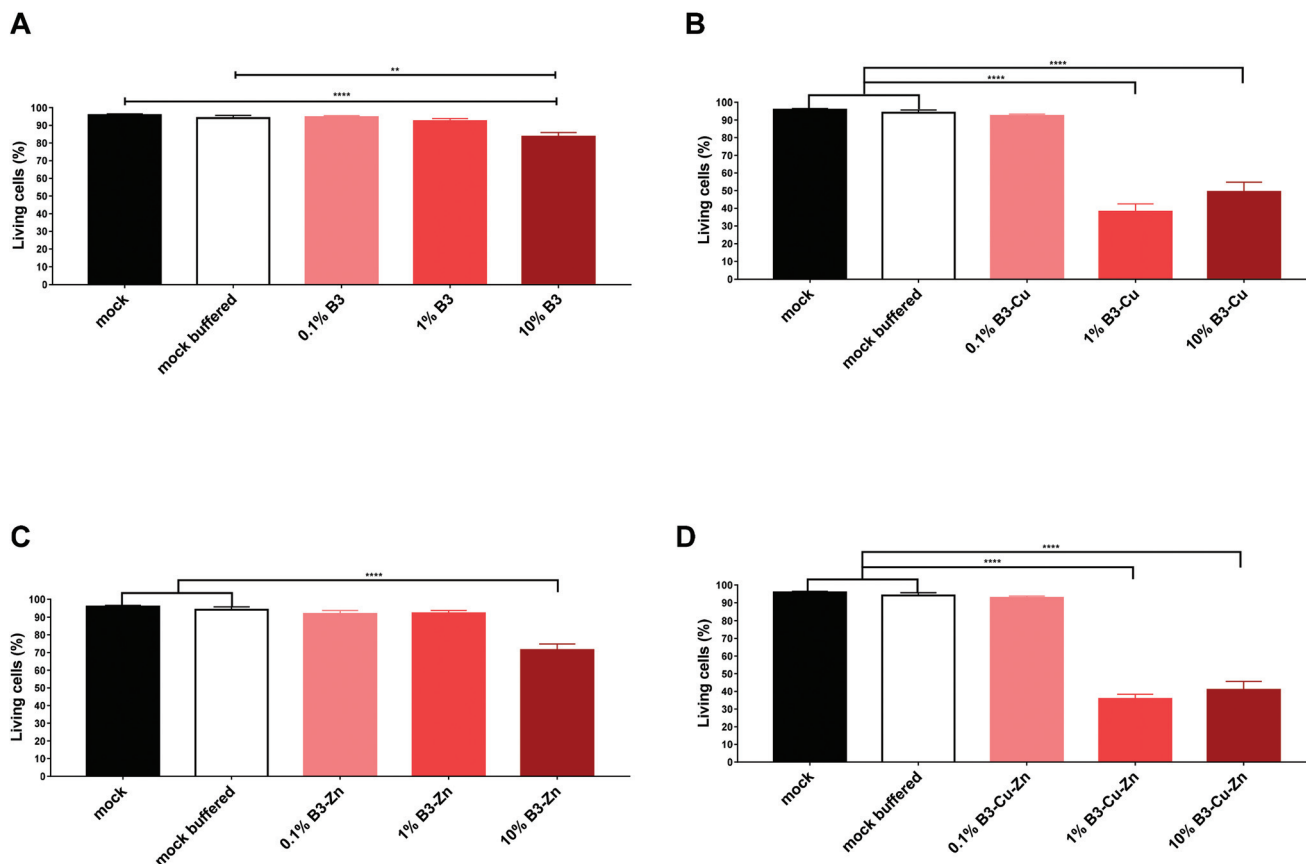 A
**
****
100
90
80
70
60
50
40
30
20
10
0
Living cells (%)
mock
mock buffered
0.1% B3
1% B3
10% B3
B
****
****
100
90
80
70
60
50
40
30
20
10
0
Living cells (%)
mock
mock buffered
0.1% B3-Cu
1% B3-Cu
10% B3-Cu
C
****
100
90
80
70
60
50
40
30
20
10
0
Living cells (%)
mock
mock buffered
0.1% B3-Zn
1% B3-Zn
10% B3-Zn
D
****
****
100
90
80
70
60
50
40
30
20
10
0
Living cells (%)
mock
mock buffered
0.1% B3-Cu-Zn
1% B3-Cu-Zn
10% B3-Cu-Zn